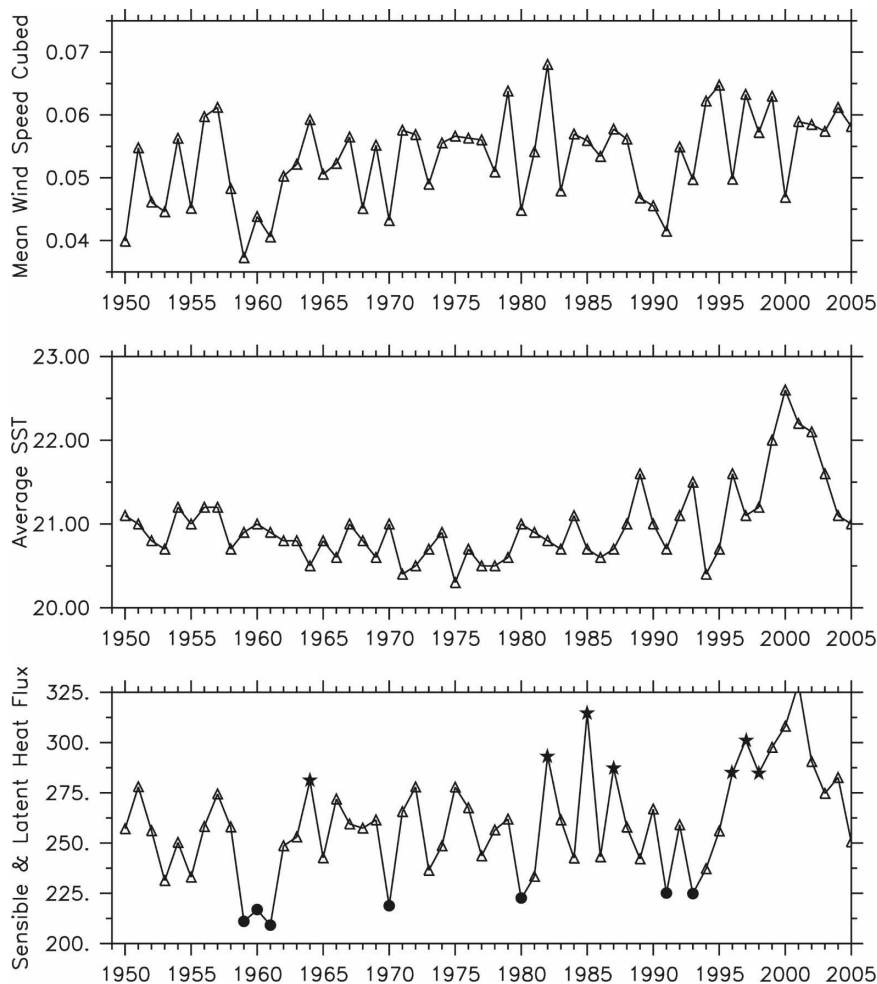 Mean Wind Speed Cubed
0.07
0.06
0.05
0.04
1950 1955 1960 1965 1970 1975 1980 1985 1990 1995 2000 2005
Average SST
23.00
22.00
21.00
20.00
1950 1955 1960 1965 1970 1975 1980 1985 1990 1995 2000 2005
Sensible & Latent Heat Flux
325.
300.
275.
250.
225.
200.
1950 1955 1960 1965 1970 1975 1980 1985 1990 1995 2000 2005